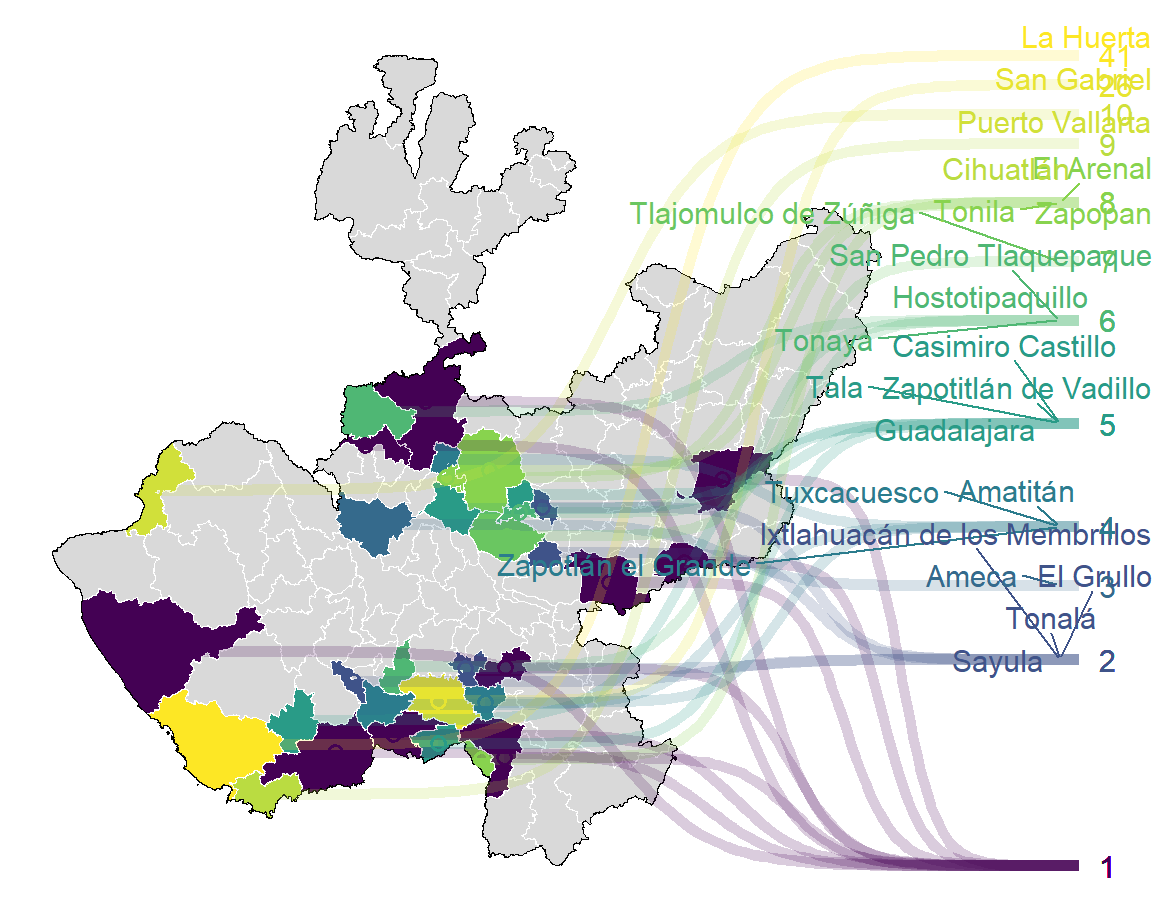 La Huerta
41
San Gabriel
26
10
Puerto Vallarta
9
Cihuatlán
El Arenal
8
Tlajomulco de Zúñiga
Tonila
Zapopan
San Pedro Tlaquepaque
7
Hostotipaquillo
6
Tonaya
Casimiro Castillo
Tala
Zapotitlán de Vadillo
5
Guadalajara
Tuxcacuesco
Amatitán
4
Ixtlahuacán de los Membrillos
Zapotlán el Grande
Ameca
El Grullo
3
Tonalá
Sayula
2
1